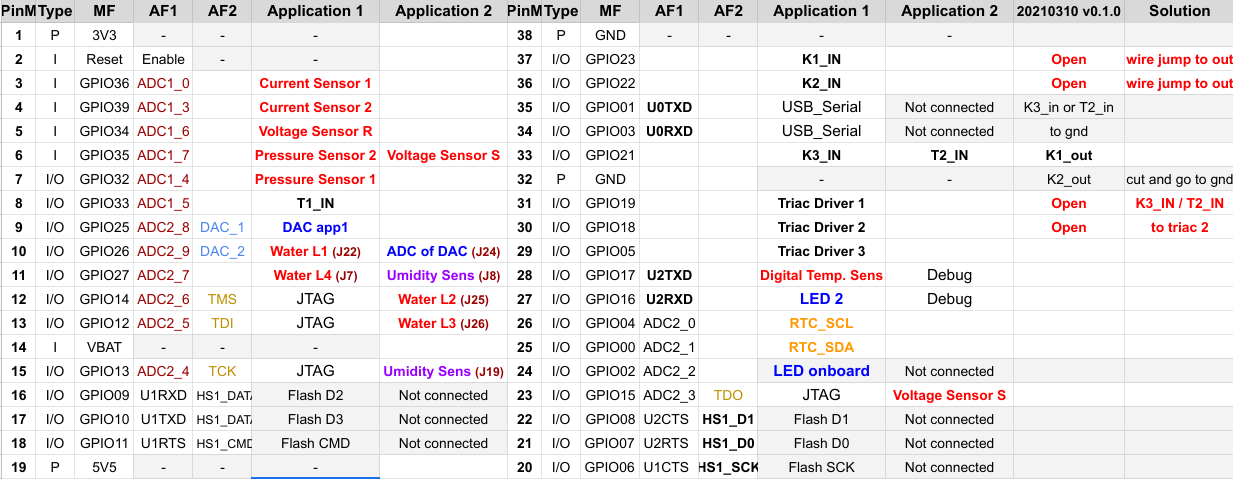 PinM Type MF AF1 AF2 Application 1 Application 2 PinM Type MF AF1 AF2 Application 1 Application 2 20210310 v0.1.0 Solution
1 P 3V3 - - - 38 P GND - - - -
2 I Reset Enable - - 37 I/O GPIO23 K1_IN Open wire jump to out
3 I GPIO36 ADC1_0 Current Sensor 1 36 I/O GPIO22 K2_IN Open wire jump to out
4 I GPIO39 ADC1_3 Current Sensor 2 35 I/O GPIO01 U0TXD USB_Serial Not connected K3_in or T2_in
5 I GPIO34 ADC1_6 Voltage Sensor R 34 I/O GPIO03 U0RXD USB_Serial Not connected to gnd
6 I GPIO35 ADC1_7 Pressure Sensor 2 Voltage Sensor S 33 I/O GPIO21 K3_IN T2_IN K1_out
7 I/O GPIO32 ADC1_4 Pressure Sensor 1 32 P GND - - K2_out cut and go to gnd
8 I/O GPIO33 ADC1_5 T1_IN 31 I/O GPIO19 Triac Driver 1 Open K3_IN / T2_IN
9 I/O GPIO25 ADC2_8 DAC_1 DAC app1 30 I/O GPIO18 Triac Driver 2 Open to triac 2
10 I/O GPIO26 ADC2_9 DAC_2 Water L1 (J22) ADC of DAC (J24) 29 I/O GPIO05 Triac Driver 3
11 I/O GPIO27 ADC2_7 Water L4 (J7) Umidity Sens (J8) 28 I/O GPIO17 U2TXD Digital Temp. Sens Debug
12 I/O GPIO14 ADC2_6 TMS JTAG Water L2 (J25) 27 I/O GPIO16 U2RXD LED 2 Debug
13 I/O GPIO12 ADC2_5 TDI JTAG Water L3 (J26) 26 I/O GPIO04 ADC2_0 RTC_SCL
14 I VBAT - - - 25 I/O GPIO00 ADC2_1 RTC_SDA
15 I/O GPIO13 ADC2_4 TCK JTAG Umidity Sens (J19) 24 I/O GPIO02 ADC2_2 LED onboard Not connected
16 I/O GPIO09 U1RXD HS1_DATA Flash D2 Not connected 23 I/O GPIO15 ADC2_3 TDO JTAG Voltage Sensor S
17 I/O GPIO10 U1TXD HS1_DATA Flash D3 Not connected 22 I/O GPIO08 U2CTS HS1_D1 Flash D1 Not connected
18 I/O GPIO11 U1RTS HS1_CMD Flash CMD Not connected 21 I/O GPIO07 U2RTS HS1_D0 Flash D0 Not connected
19 P 5V5 - - - 20 I/O GPIO06 U1CTS HS1_SCK Flash SCK Not connected